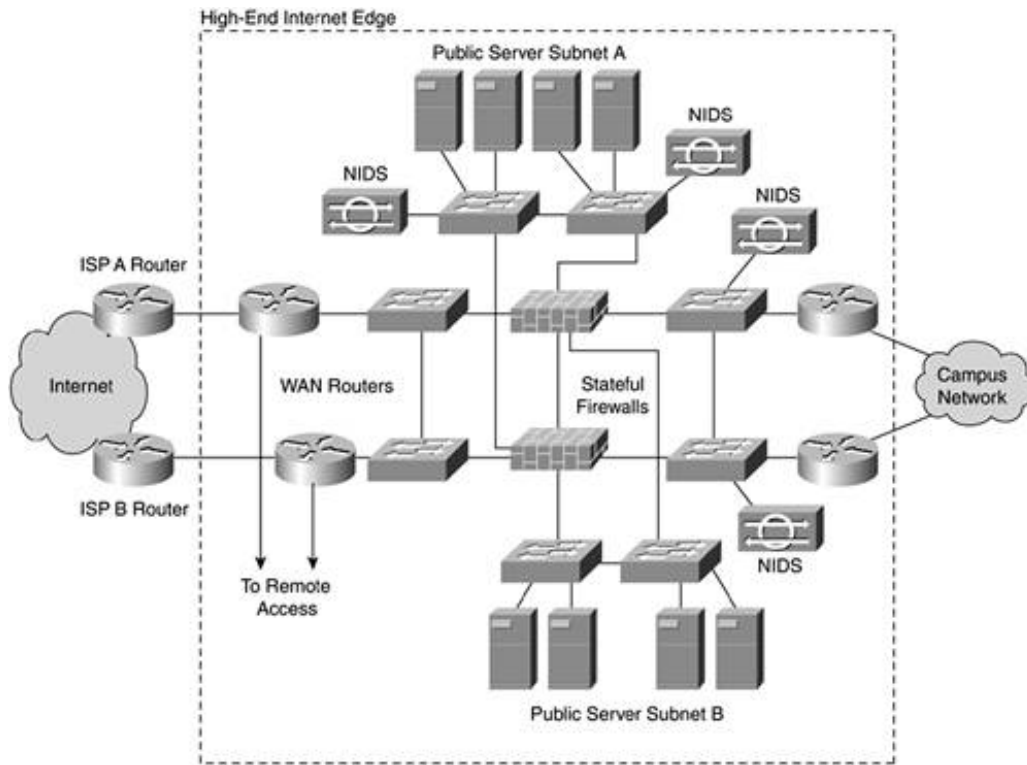 High-End Internet Edge
Public Server Subnet A
NIDS
NIDS
NIDS
ISP A Router
Internet
WAN Routers
Stateful
Firewalls
Campus
Network
ISP B Router
NIDS
To Remote
Access
Public Server Subnet B